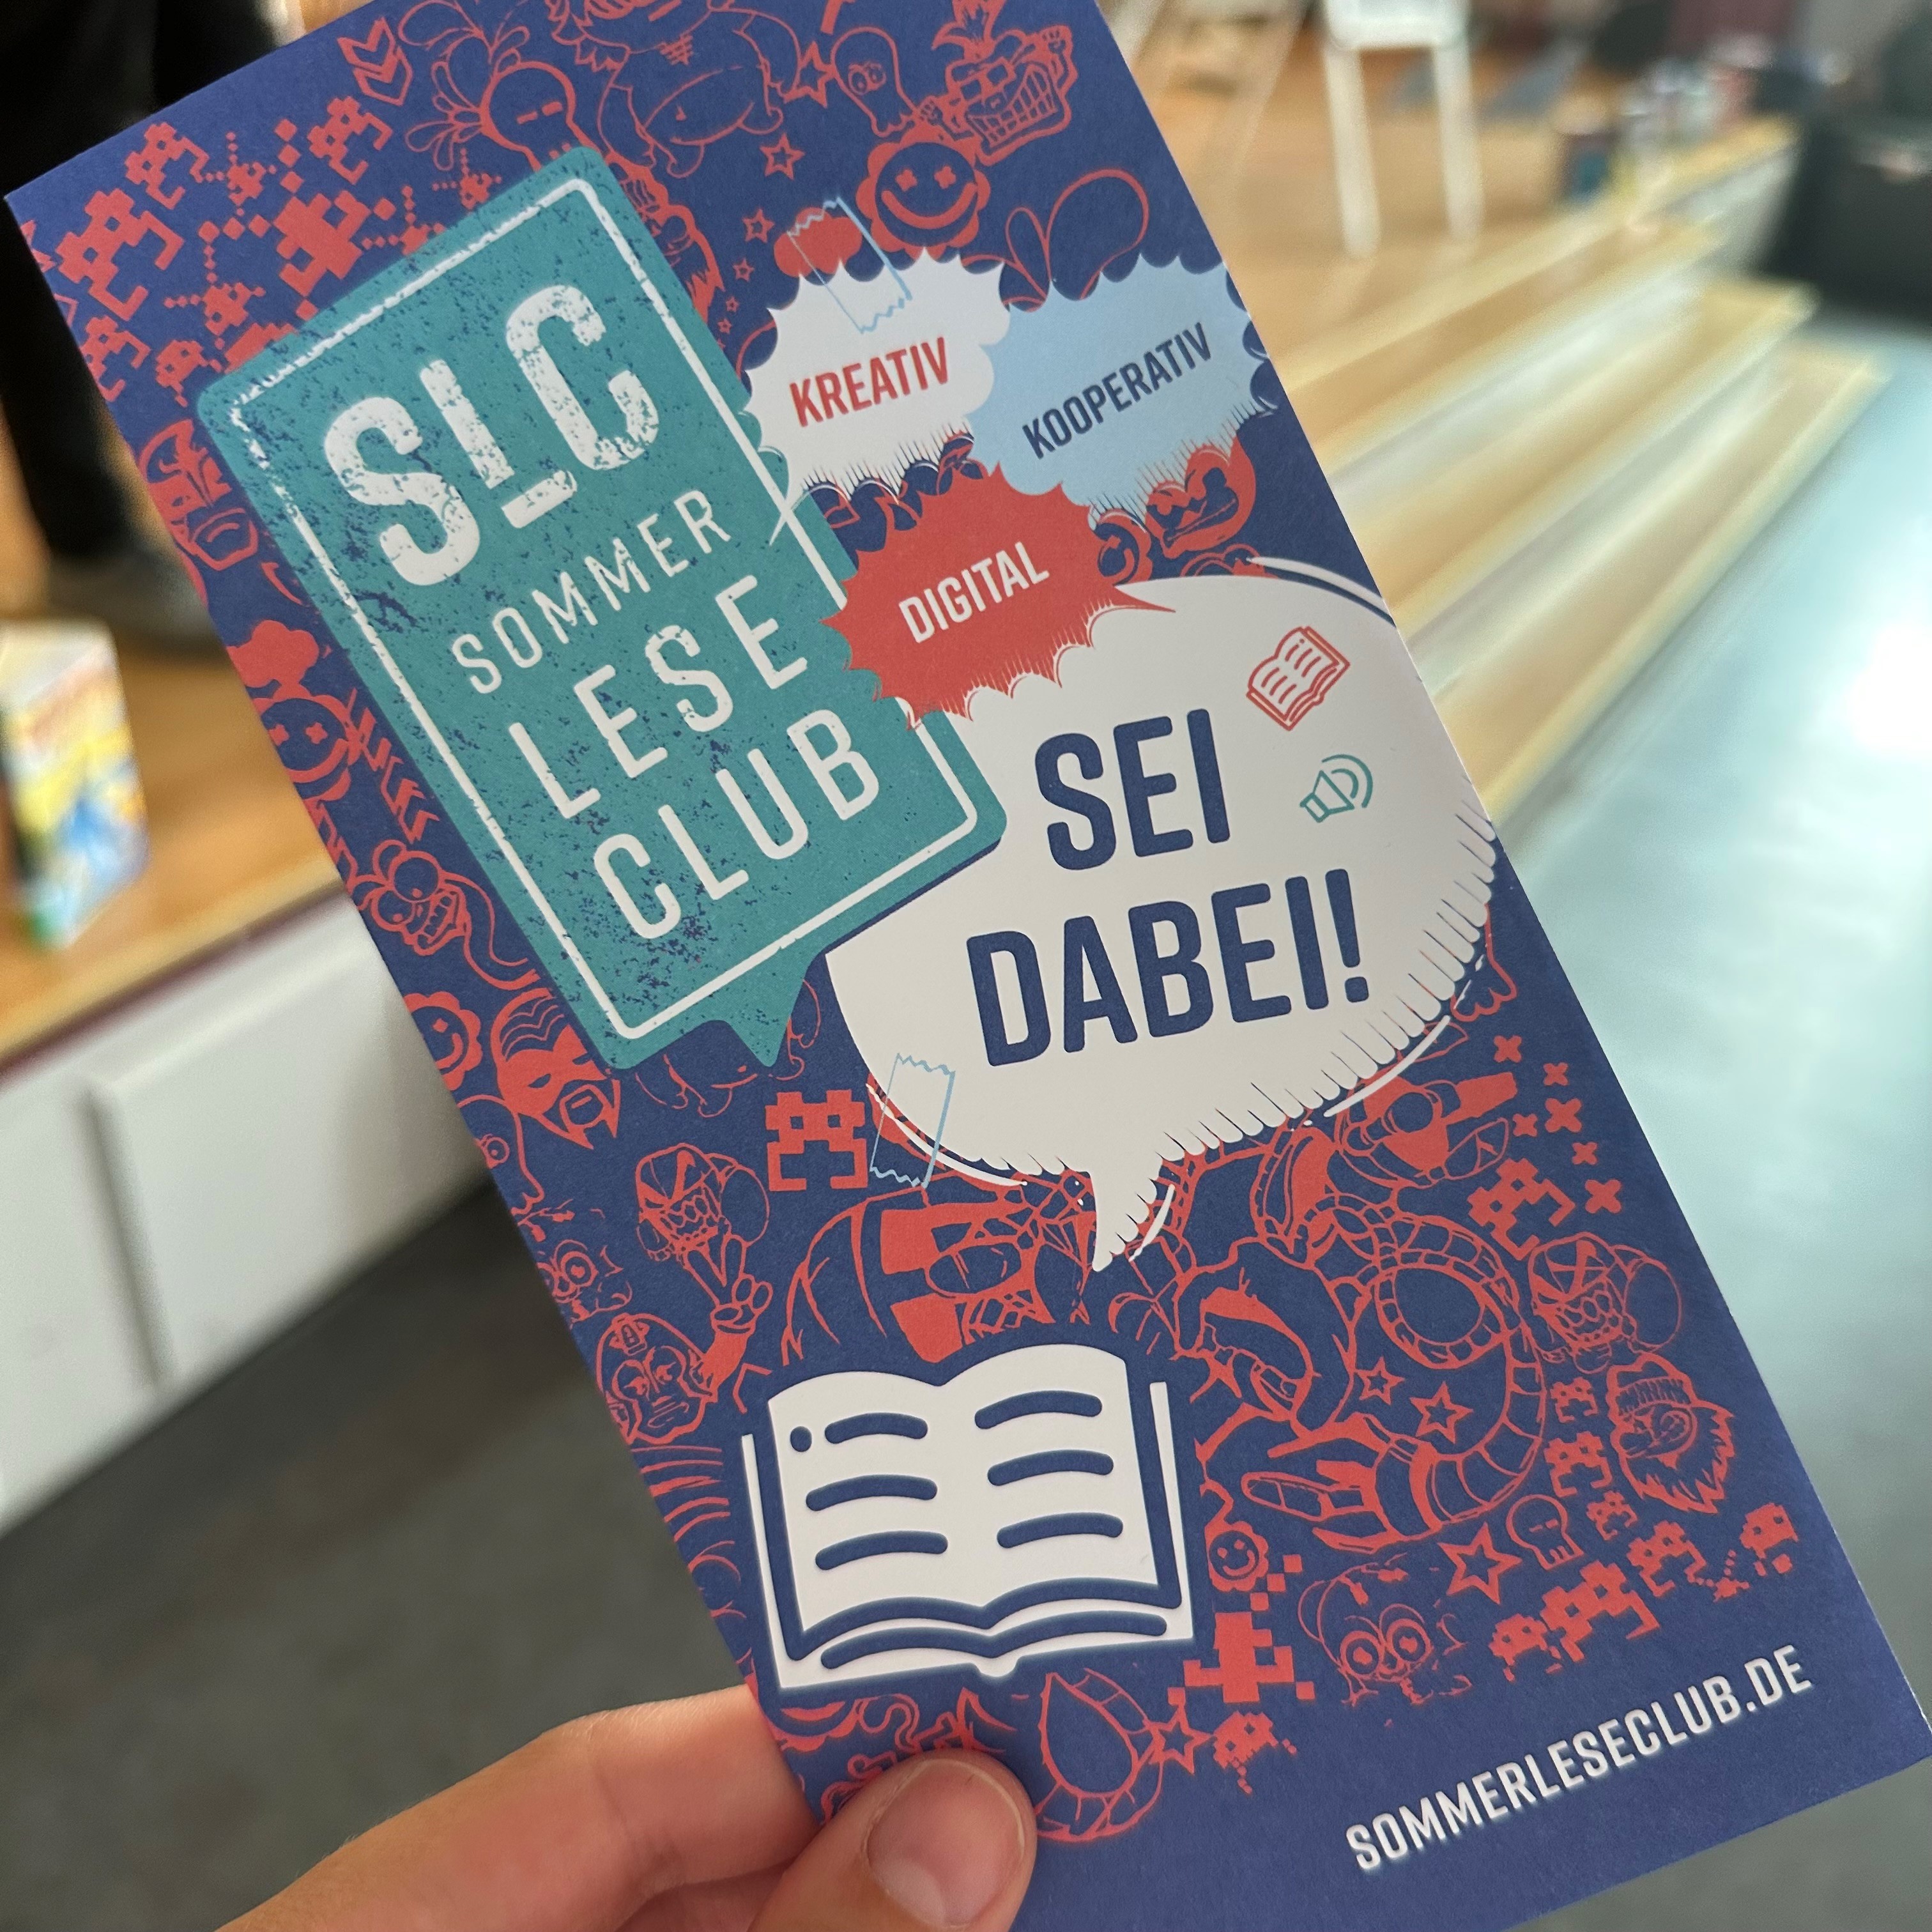 SLC
SOMMER
LESE
CLUB
KREATIV
KOOPERATIV
DIGITAL
SEI
DABEI!
SOMMERLESECLUB.DE